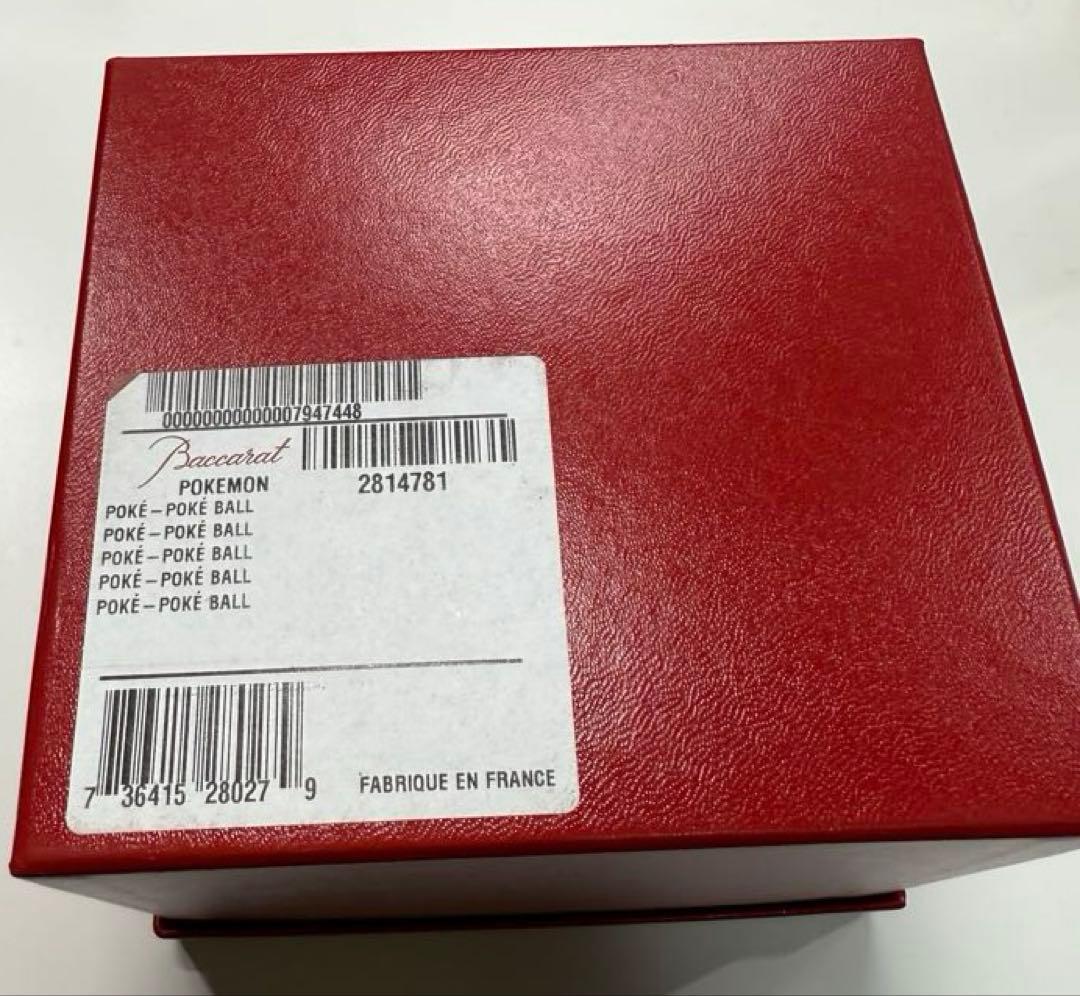 00000000000007947448
Baccarat
POKEMON 2814781
POKÉ-POKÉ BALL
POKÉ-POKÉ BALL
POKÉ-POKÉ BALL
POKÉ-POKÉ BALL
POKÉ-POKÉ BALL
7 36415 28027 9 FABRIQUE EN FRANCE